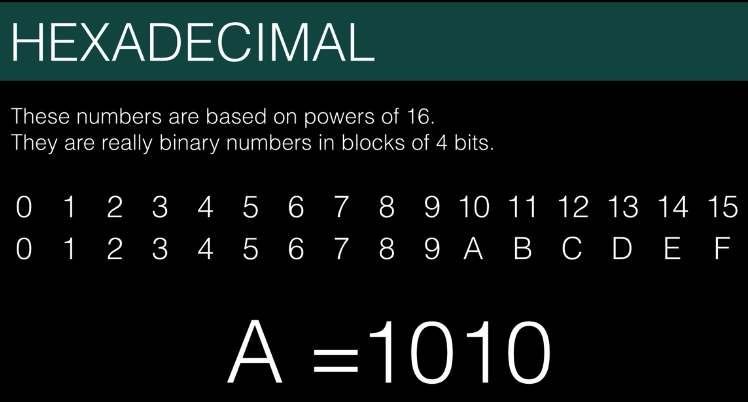 HEXADECIMAL
These numbers are based on powers of 16.
They are really binary numbers in blocks of 4 bits.
0 1 2 3 4 5 6 7 8 9 10 11 12 13 14 15
0 1 2 3 4 5 6 7 8 9 A B C D E F
A =1010